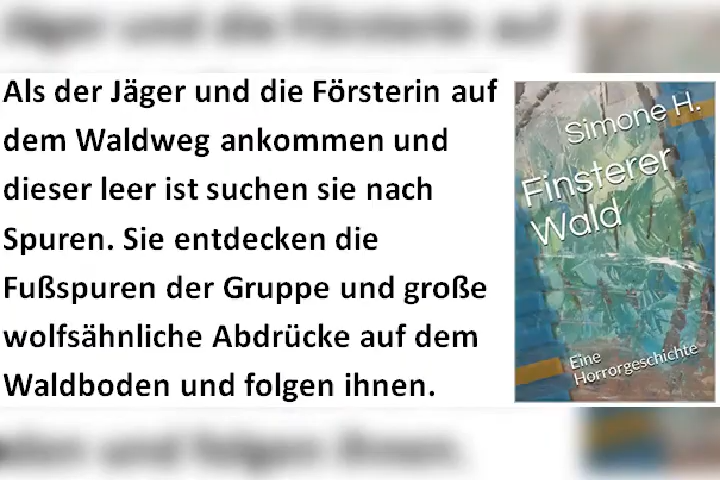 Als der Jäger und die Försterin auf
dem Waldweg ankommen und
dieser leer ist suchen sie nach
Spuren. Sie entdecken die
Fußspuren der Gruppe und große
wolfsähnliche Abdrücke auf dem
Waldboden und folgen ihnen.
Simone H.
Finsterer
Wald
Eine
Horrorgeschichte